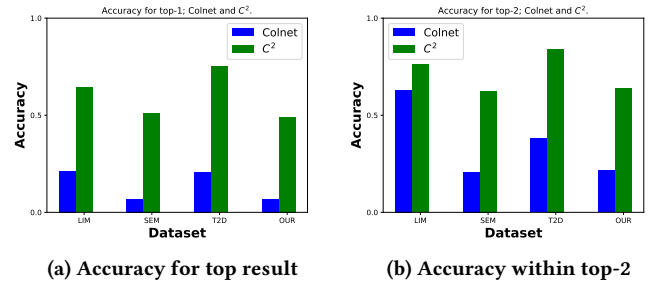 Accuracy for top-1; Colnet and C².
1.0
0.5
0.0
Accuracy
Colnet
C²
LIM SEM T2D OUR
Dataset
(a) Accuracy for top result
Accuracy for top-2; Colnet and C².
1.0
0.5
0.0
Accuracy
Colnet
C²
LIM SEM T2D OUR
Dataset
(b) Accuracy within top-2